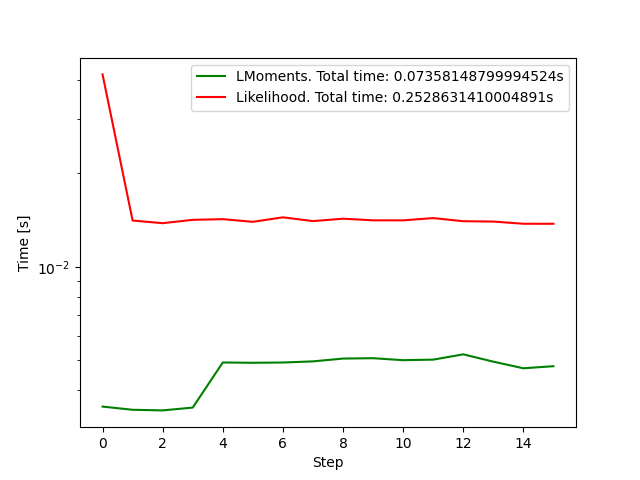 LMoments. Total time: 0.07358148799994524s
Likelihood. Total time: 0.2528631410004891s
Time [s]
10⁻²
0 2 4 6 8 10 12 14
Step